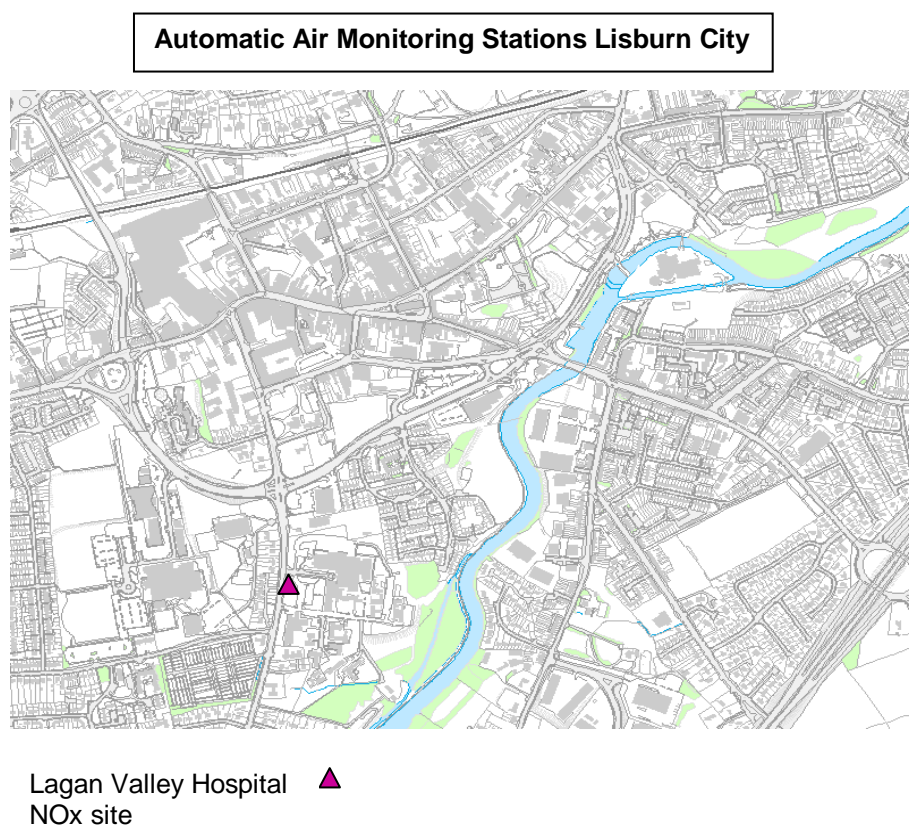 Automatic Air Monitoring Stations Lisburn City
Lagan Valley Hospital
NOx site